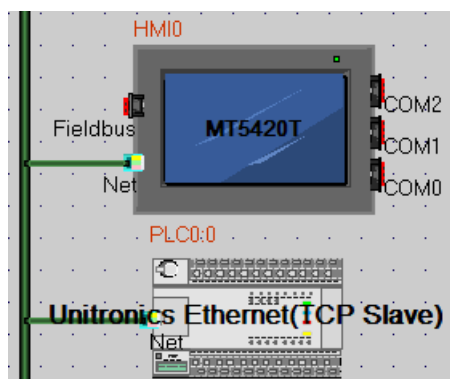 HMI0
MT5420T
COM2
Fieldbus
COM1
Net
COM0
PLC0:0
Unitronics Ethernet(TCP Slave)
Net